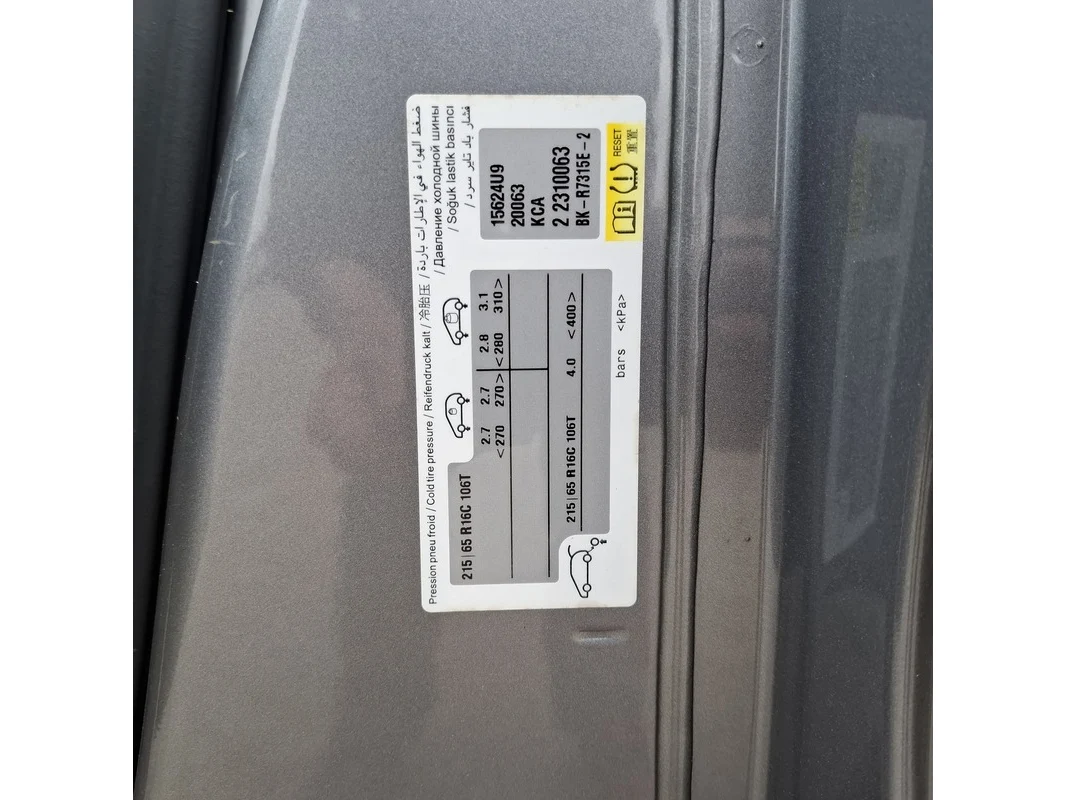 Pression pneu froid / Cold tire pressure / Reifendruck kalt / 冷胎压 / ضغط الهواء في الإطارات باردة
/ Давление холодной шины
/ Soğuk lastik basıncı
/ فشار باد تایر سرد
215|65 R16C 106T
2.7 2.7 2.8 3.1
<270 270> <280 310>
215|65 R16C 106T 4.0 <400>
bars <kPa>
15624U9
20063
KCA
2 2310063
BK-R7315E-2
RESET
重置